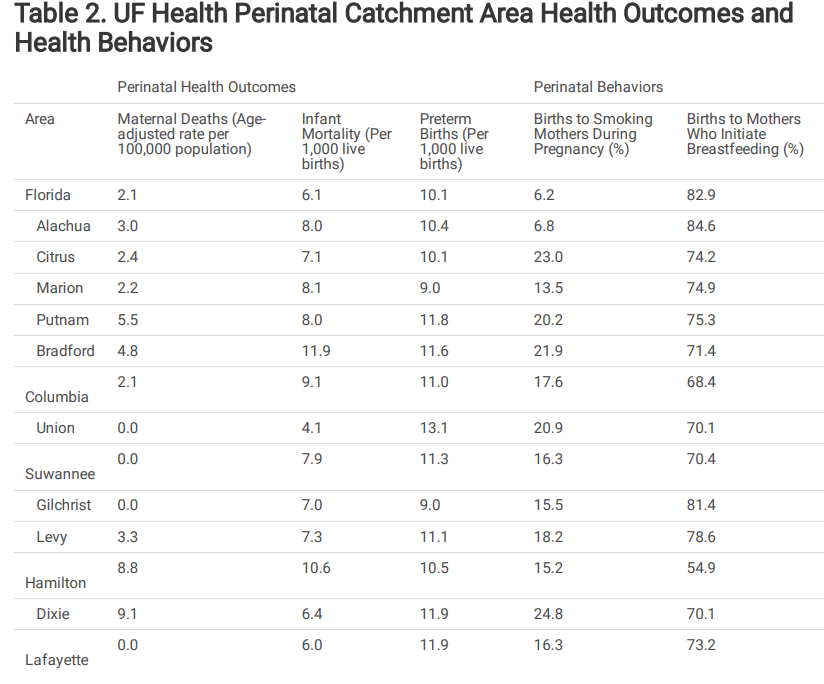 Table 2. UF Health Perinatal Catchment Area Health Outcomes and
Health Behaviors
Perinatal Health Outcomes Perinatal Behaviors
Area Maternal Deaths (Age-adjusted rate per 100,000 population) Infant Mortality (Per 1,000 live births) Preterm Births (Per 1,000 live births) Births to Smoking Mothers During Pregnancy (%) Births to Mothers Who Initiate Breastfeeding (%)
Florida 2.1 6.1 10.1 6.2 82.9
Alachua 3.0 8.0 10.4 6.8 84.6
Citrus 2.4 7.1 10.1 23.0 74.2
Marion 2.2 8.1 9.0 13.5 74.9
Putnam 5.5 8.0 11.8 20.2 75.3
Bradford 4.8 11.9 11.6 21.9 71.4
Columbia 2.1 9.1 11.0 17.6 68.4
Union 0.0 4.1 13.1 20.9 70.1
Suwannee 0.0 7.9 11.3 16.3 70.4
Gilchrist 0.0 7.0 9.0 15.5 81.4
Levy 3.3 7.3 11.1 18.2 78.6
Hamilton 8.8 10.6 10.5 15.2 54.9
Dixie 9.1 6.4 11.9 24.8 70.1
Lafayette 0.0 6.0 11.9 16.3 73.2